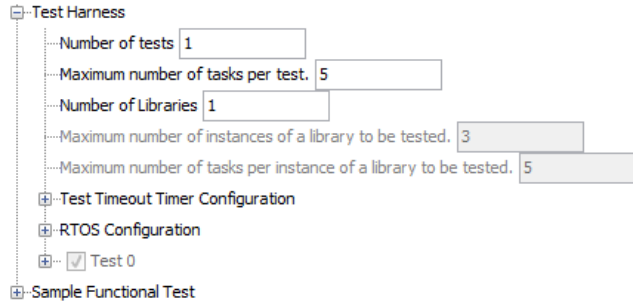 Test Harness
Number of tests 1
Maximum number of tasks per test. 5
Number of Libraries 1
Maximum number of instances of a library to be tested. 3
Maximum number of tasks per instance of a library to be tested. 5
Test Timeout Timer Configuration
RTOS Configuration
Test 0
Sample Functional Test